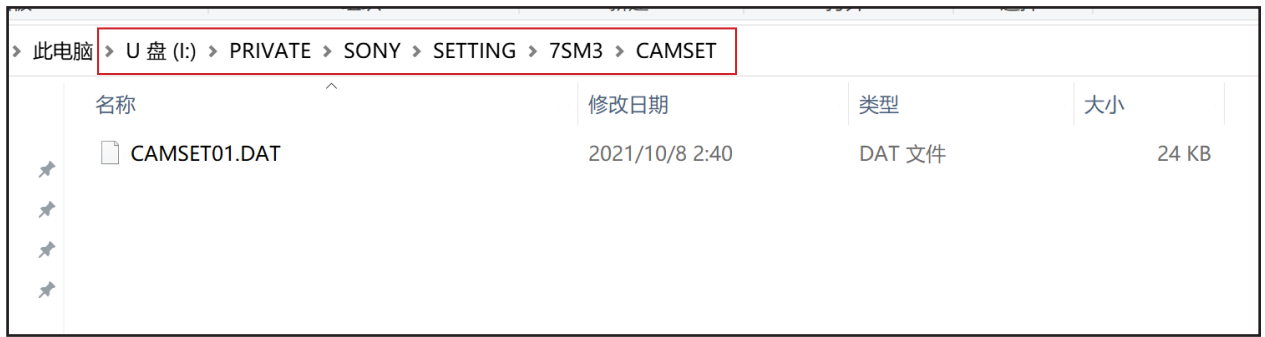 此电脑 > U 盘 (I:) > PRIVATE > SONY > SETTING > 7SM3 > CAMSET
名称 修改日期 类型 大小
CAMSET01.DAT 2021/10/8 2:40 DAT 文件 24 KB